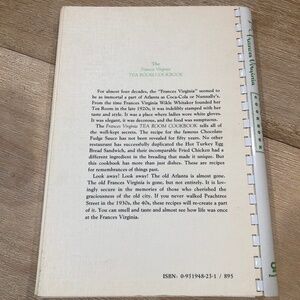 The
Frances Virginia
TEA ROOM COOKBOOK
For almost four decades, the "Frances Virginia" seemed
to be as immortal a part of Atlanta as Coca-Cola or Nunnally's.
From the time Frances Virginia Wikle Whitaker founded her
Tea Room in the late 1920s, it was indelibly stamped with her
taste and style. It was a place where ladies wore white gloves.
It was elegant, it was decorous, and the food was sumptuous.
The Frances Virginia TEA ROOM COOKBOOK tells all of
the well-kept secrets. The recipe for the famous Chocolate
Fudge Sauce has not been revealed for fifty years. No other
restaurant has successfully duplicated the Hot Turkey Egg
Bread Sandwich, and their incomparable Fried Chicken had a
different ingredient in the breading that made it unique. But
this cookbook has more than just dishes. These are recipes
for remembrances of things past.
Look away! Look away! The old Atlanta is almost gone.
The old Frances Virginia is gone, but not entirely. It is lov-
ingly secure in the memories of those who cherished the
graciousness of the old city. If you never walked Peachtree
Street in the 1930s, the 40s, these recipes will re-create a part
of it. You can smell and taste and almost see how life was once
at the Frances Virginia.
ISBN: 0-931948-23-1 / 895